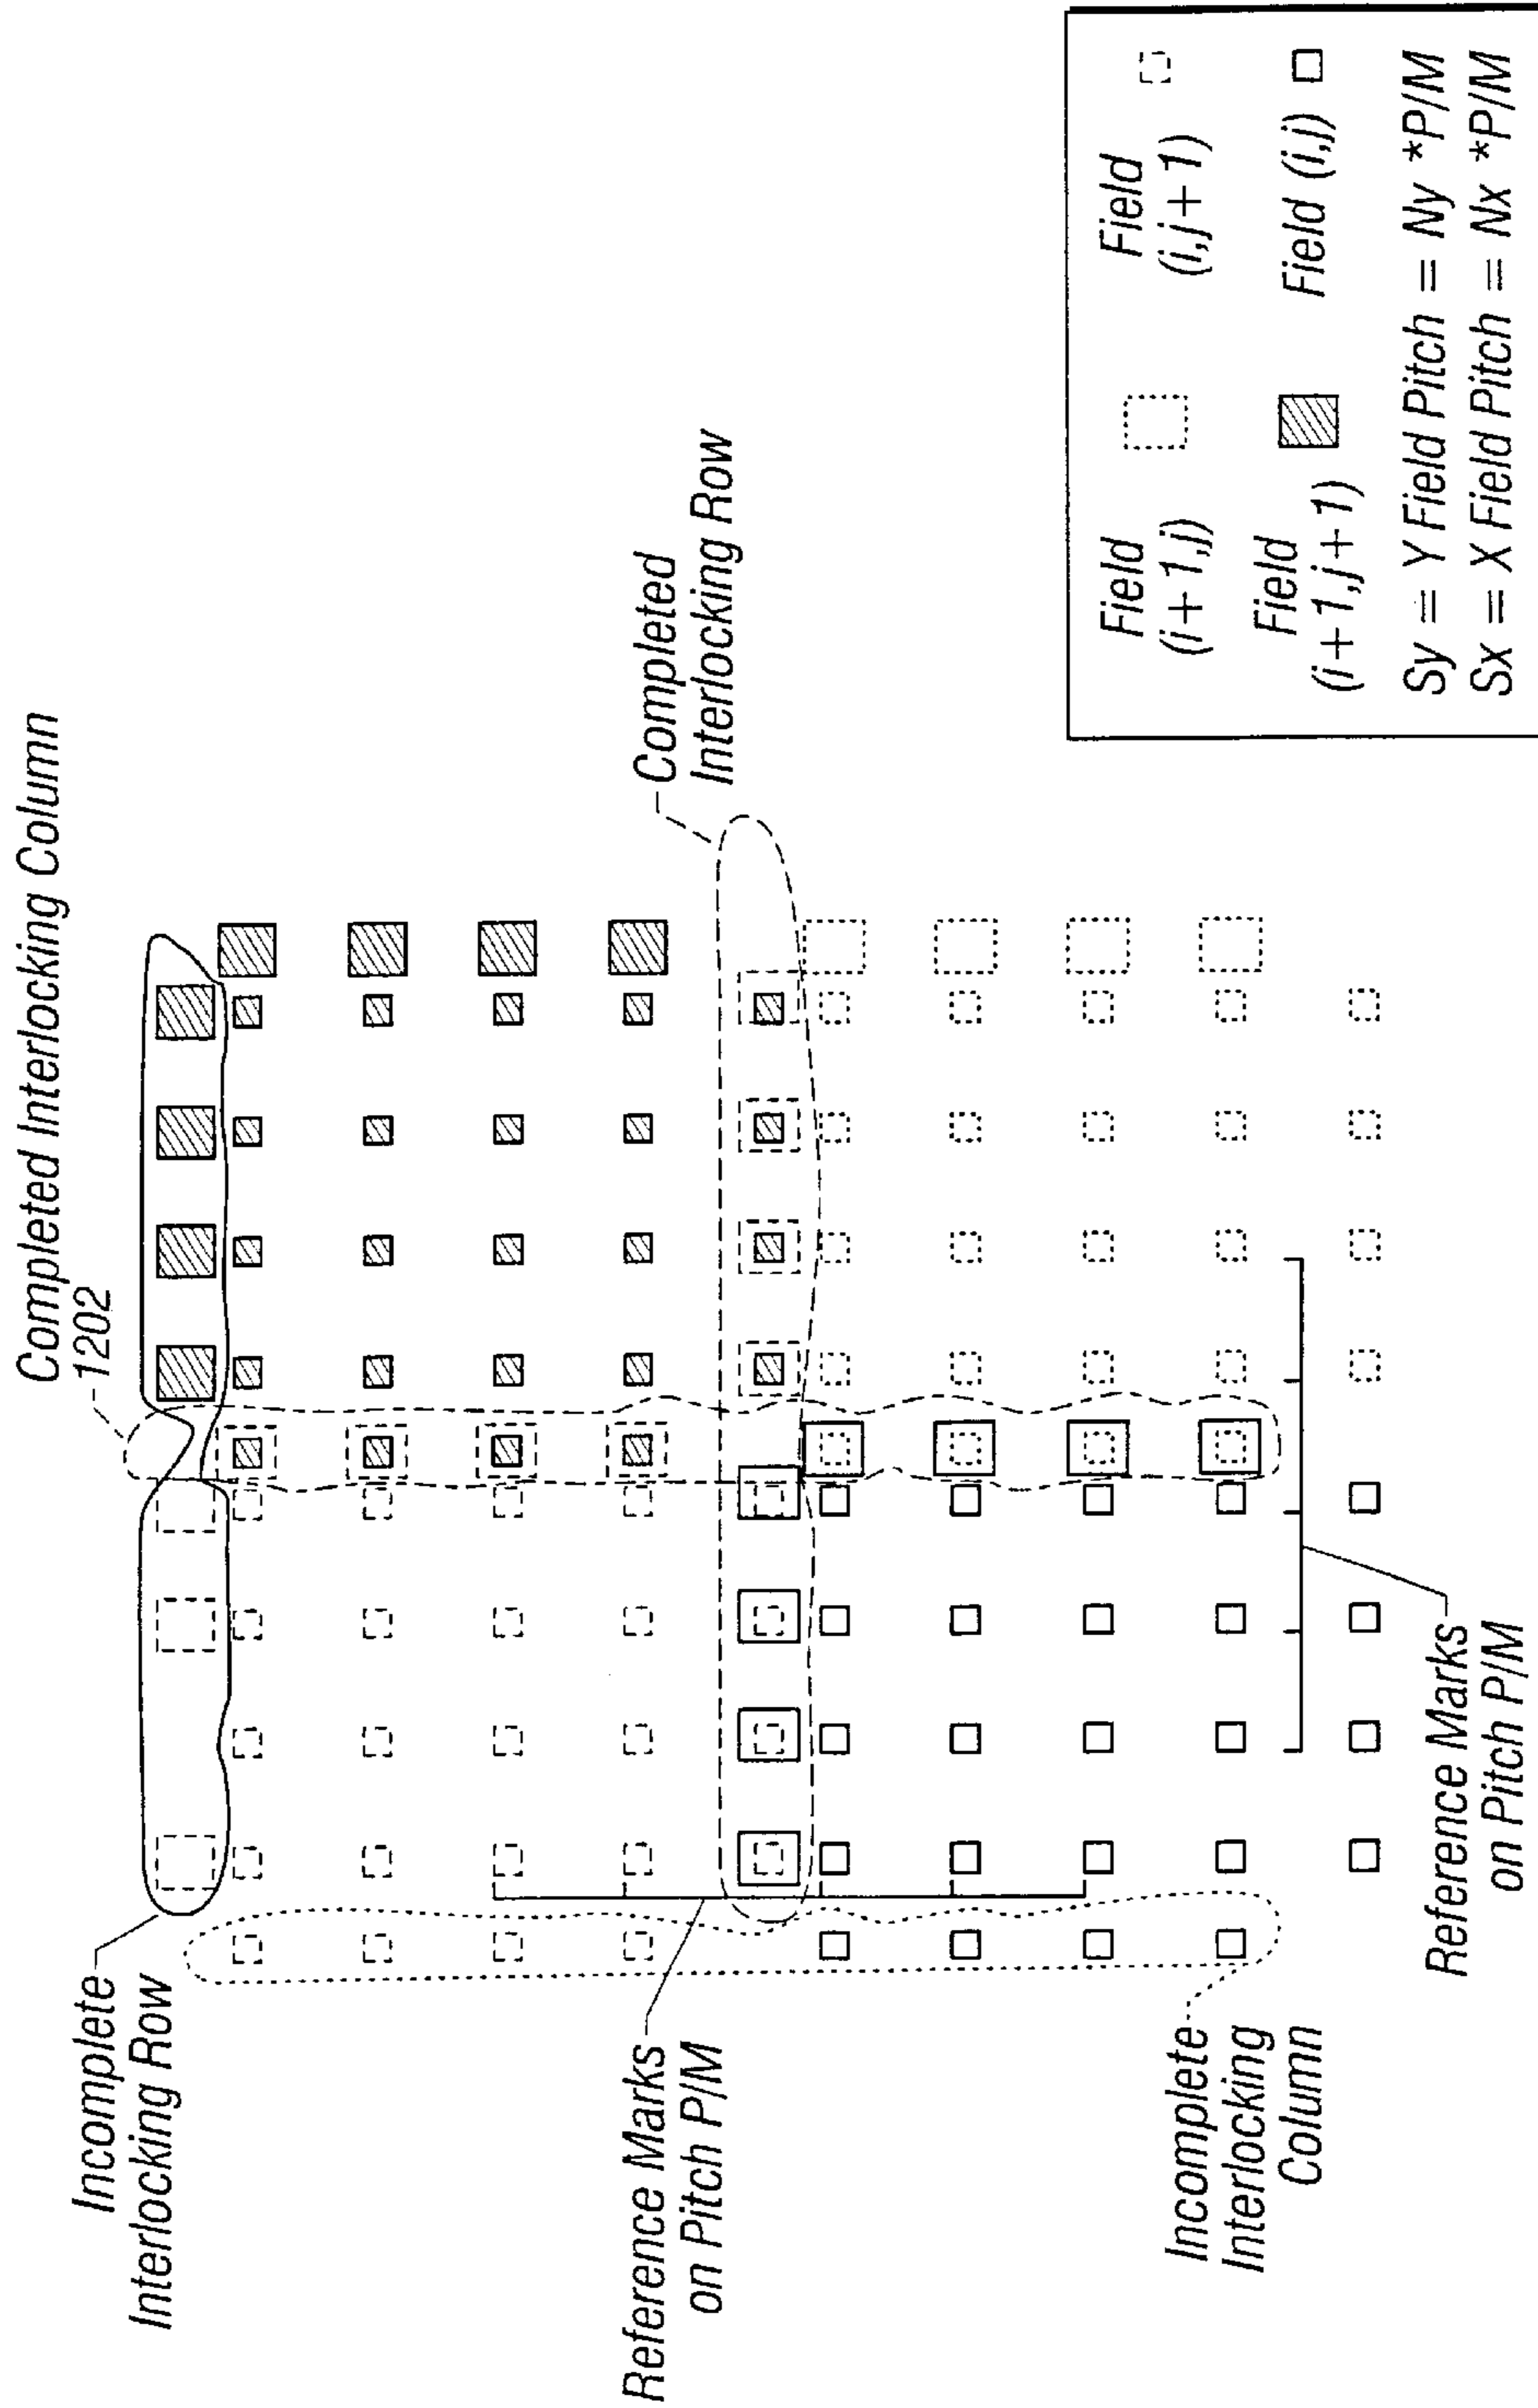 Completed Interlocking Column
1202
Incomplete
Interlocking Row
Completed
Interlocking Row
Reference Marks
on Pitch P/M
Incomplete
Interlocking
Column
Reference Marks
on Pitch P/M
Field
(i+1,j)
Field
(i,j+1)
Field
(i+1,j+1)
Field (i,j)
Sy = Y Field Pitch = Ny *P/M
Sx = X Field Pitch = Nx *P/M